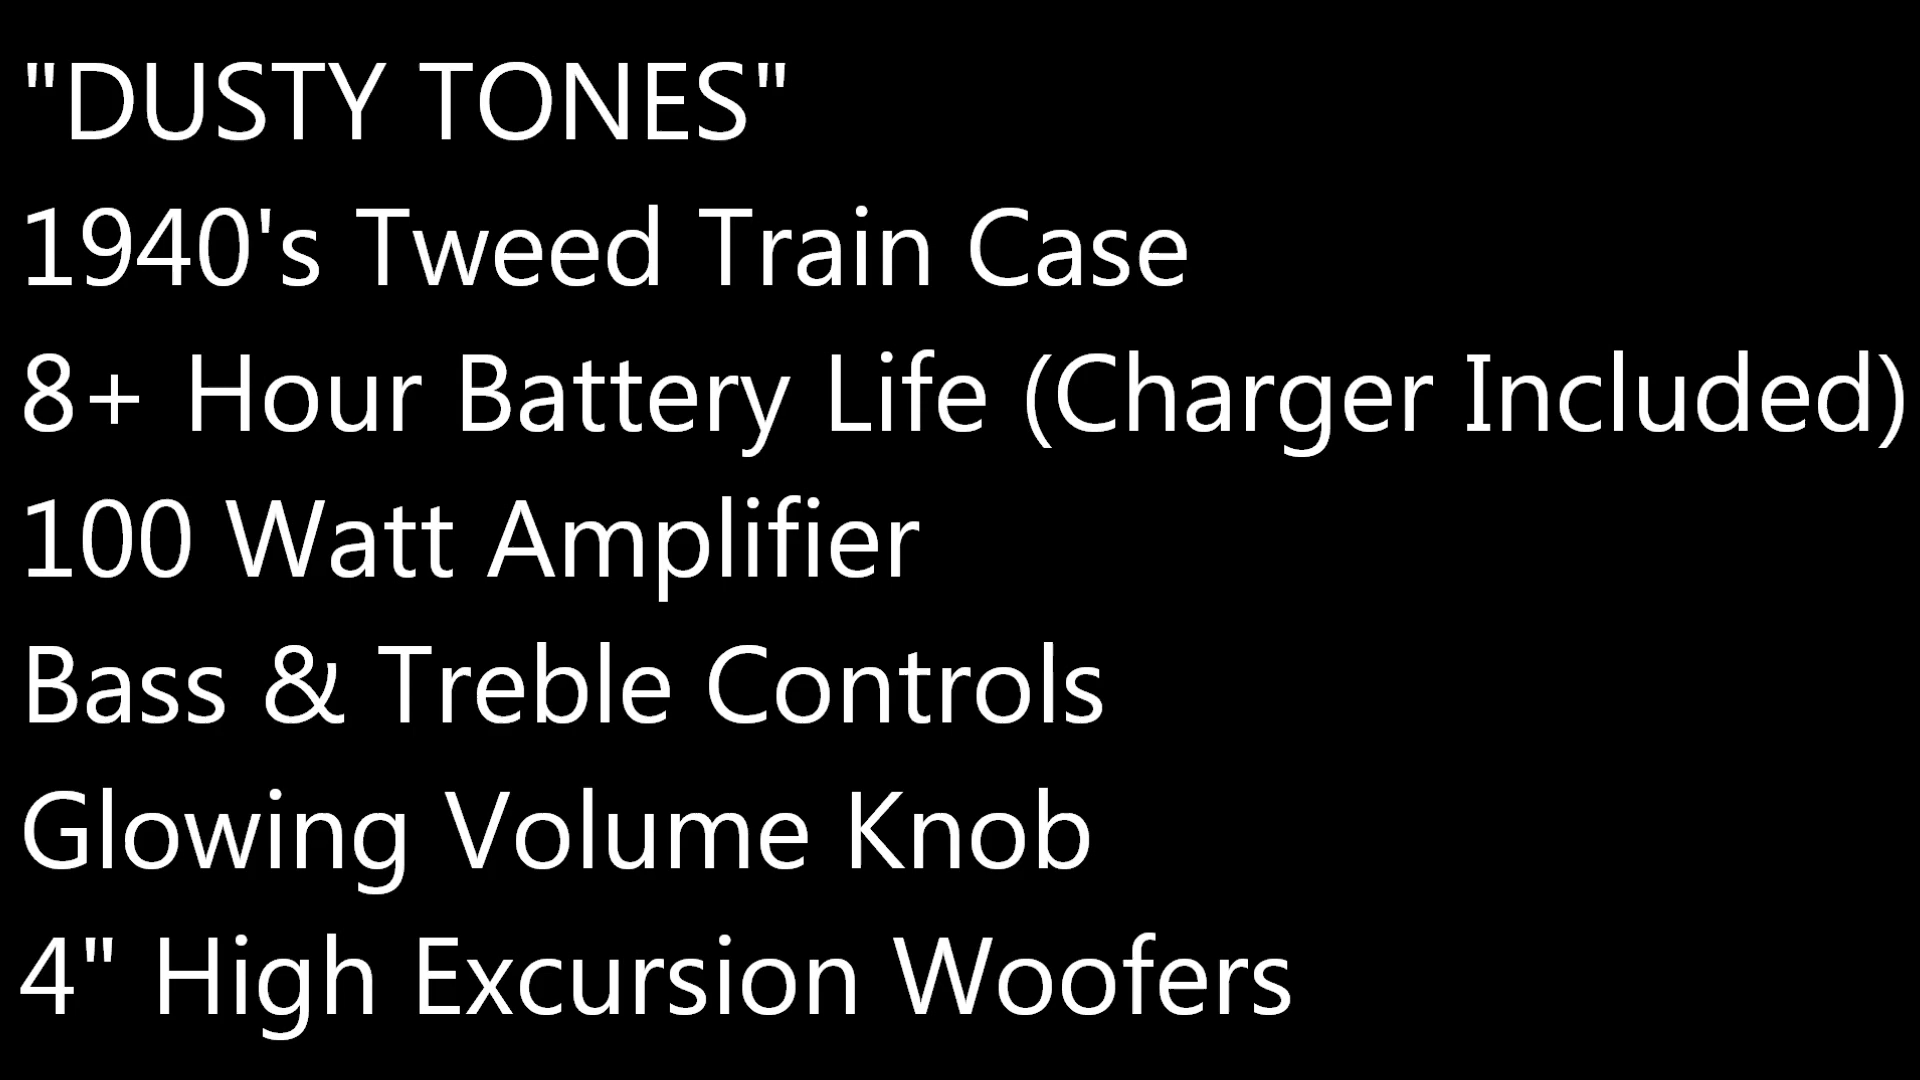 "DUSTY TONES"
1940's Tweed Train Case
8+ Hour Battery Life (Charger Included)
100 Watt Amplifier
Bass & Treble Controls
Glowing Volume Knob
4" High Excursion Woofers